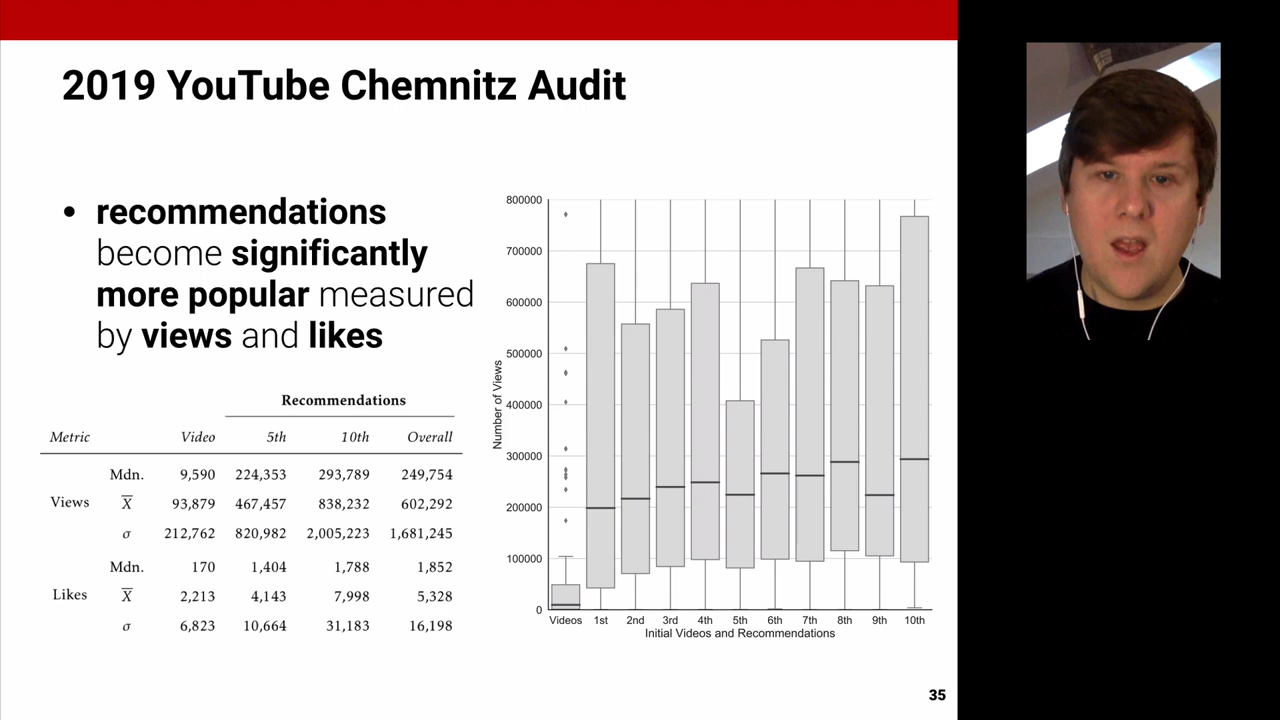 2019 YouTube Chemnitz Audit
• recommendations
become significantly
more popular measured
by views and likes
Recommendations
Metric Video 5th 10th Overall
Mdn. 9,590 224,353 293,789 249,754
Views X̅ 93,879 467,457 838,232 602,292
σ 212,762 820,982 2,005,223 1,681,245
Mdn. 170 1,404 1,788 1,852
Likes X̅ 2,213 4,143 7,998 5,328
σ 6,823 10,664 31,183 16,198
Number of Views
800000
700000
600000
500000
400000
300000
200000
100000
0
Videos 1st 2nd 3rd 4th 5th 6th 7th 8th 9th 10th
Initial Videos and Recommendations
35